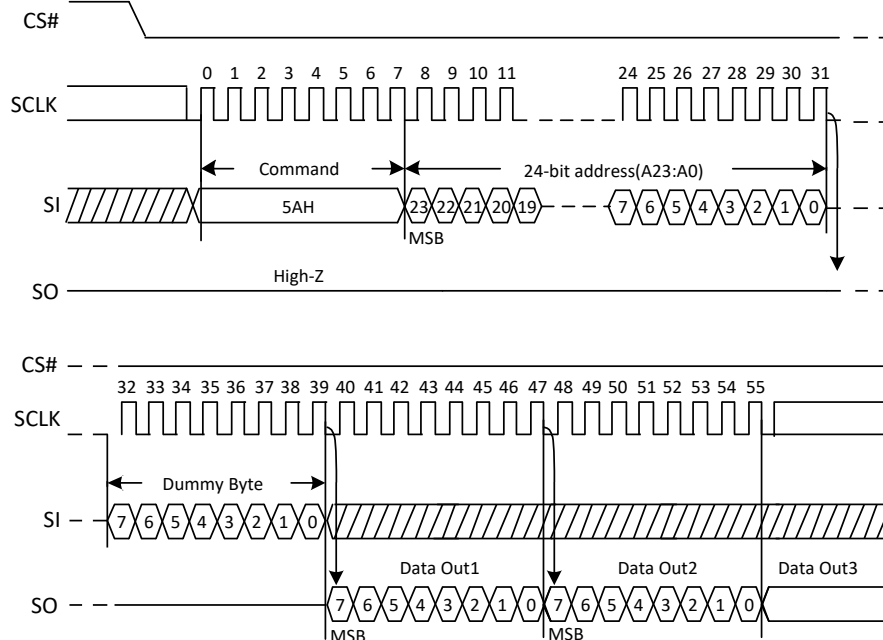 CS#
0 1 2 3 4 5 6 7 8 9 10 11 24 25 26 27 28 29 30 31
SCLK
Command 24-bit address(A23:A0)
SI 5AH 23 22 21 20 19 7 6 5 4 3 2 1 0
MSB
High-Z
SO
CS#
32 33 34 35 36 37 38 39 40 41 42 43 44 45 46 47 48 49 50 51 52 53 54 55
SCLK
Dummy Byte
SI 7 6 5 4 3 2 1 0
Data Out1 Data Out2 Data Out3
SO 7 6 5 4 3 2 1 0 7 6 5 4 3 2 1 0
MSB MSB